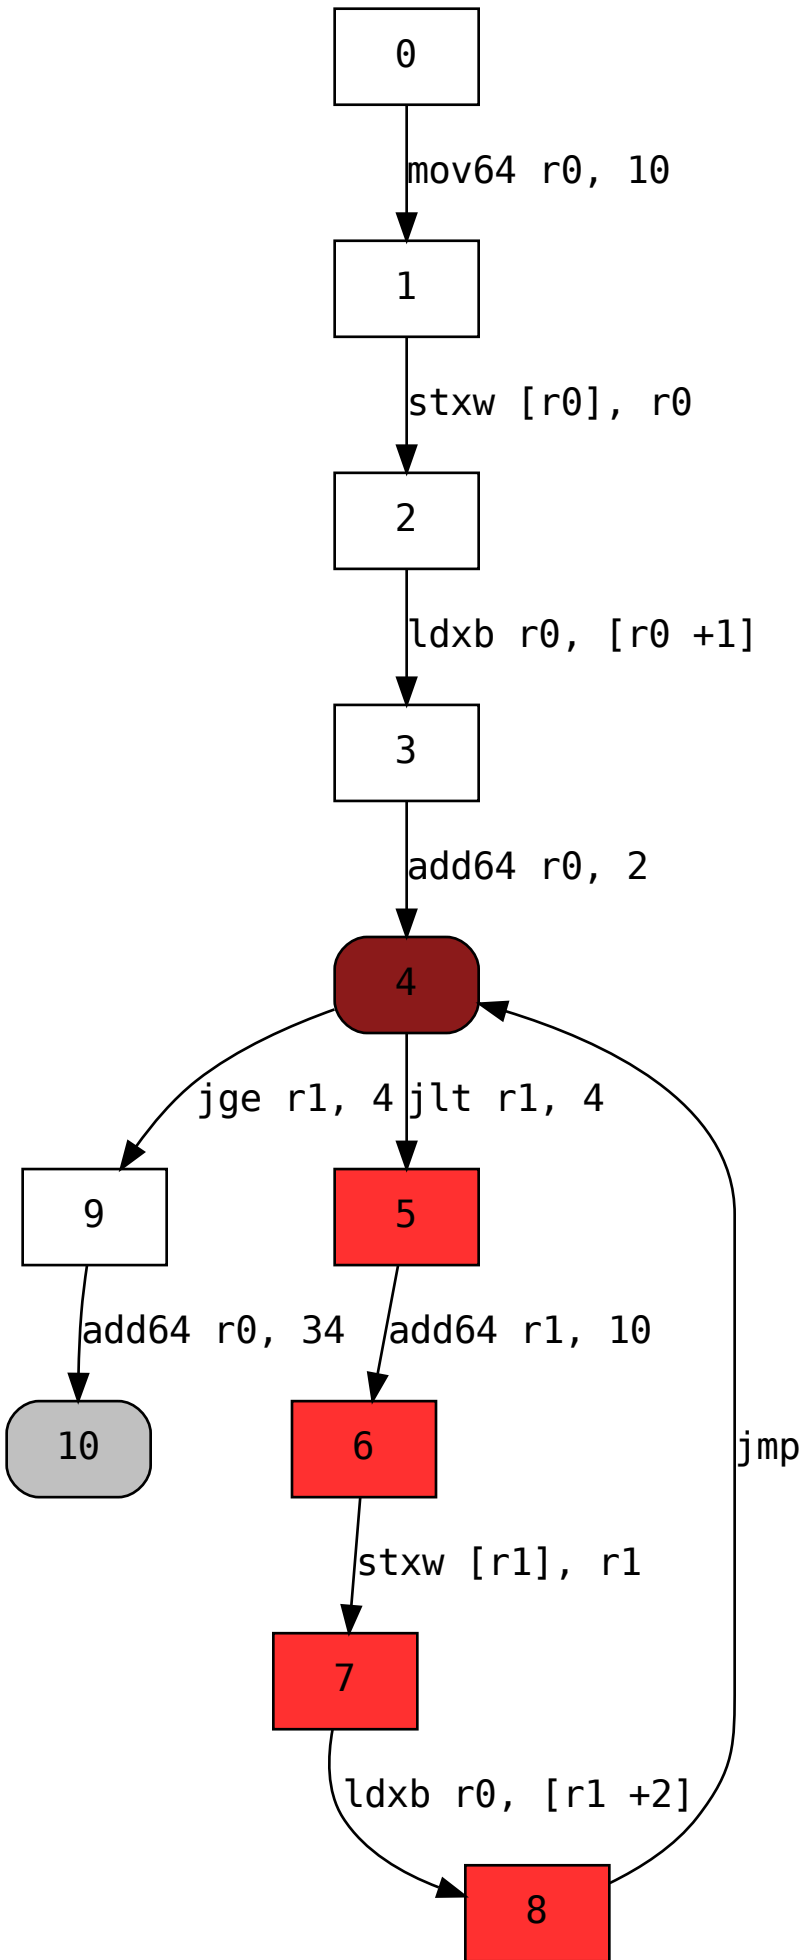 0
mov64 r0, 10
1
stxw [r0], r0
2
ldxb r0, [r0 +1]
3
add64 r0, 2
4
jge r1, 4
jlt r1, 4
9
5
add64 r0, 34
add64 r1, 10
10
6
jmp
stxw [r1], r1
7
ldxb r0, [r1 +2]
8